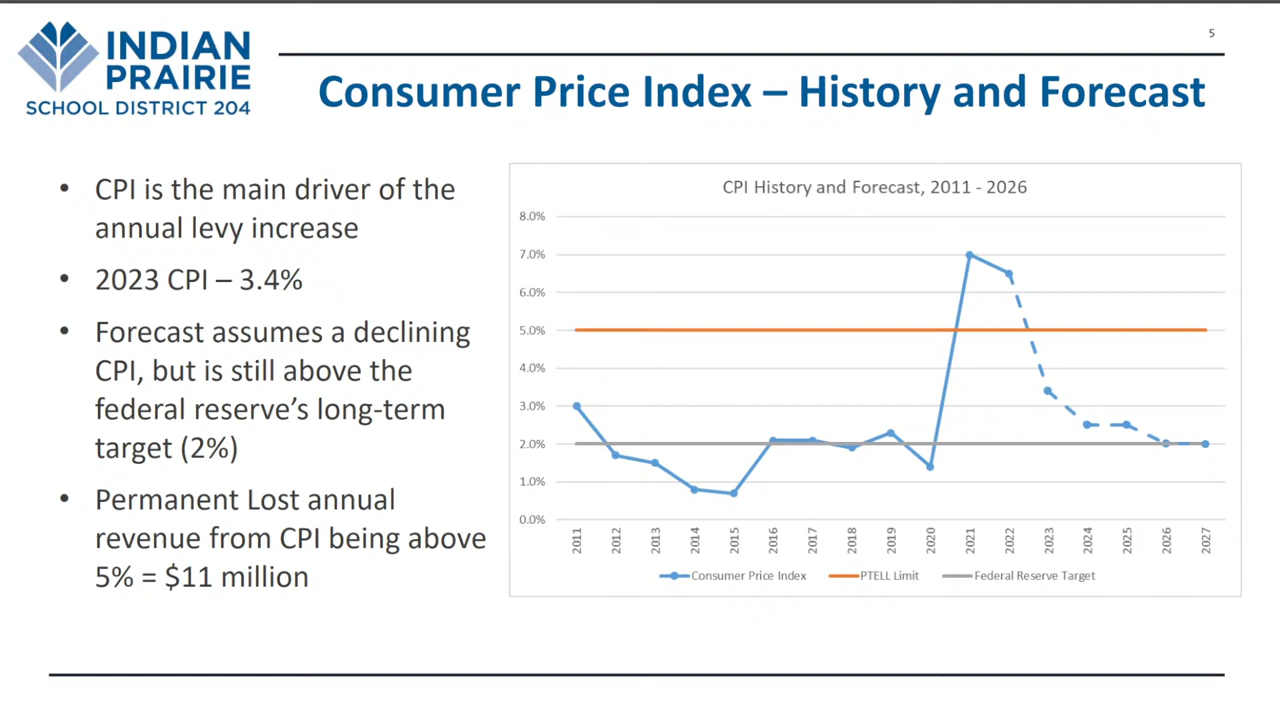 5
INDIAN
PRAIRIE
SCHOOL DISTRICT 204
Consumer Price Index – History and Forecast
• CPI is the main driver of the
annual levy increase
• 2023 CPI – 3.4%
• Forecast assumes a declining
CPI, but is still above the
federal reserve’s long-term
target (2%)
• Permanent Lost annual
revenue from CPI being above
5% = $11 million
CPI History and Forecast, 2011 - 2026
8.0%
7.0%
6.0%
5.0%
4.0%
3.0%
2.0%
1.0%
0.0%
2011 2012 2013 2014 2015 2016 2017 2018 2019 2020 2021 2022 2023 2024 2025 2026 2027
Consumer Price Index PTELL Limit Federal Reserve Target